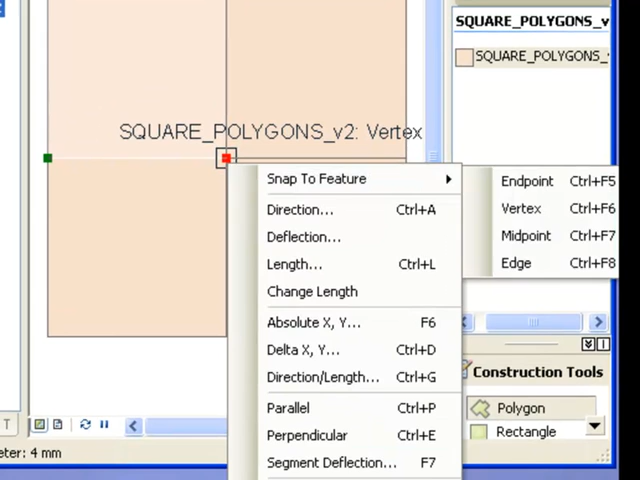 SQUARE_POLYGONS_v
SQUARE_POLYGONS_
SQUARE_POLYGONS_v2: Vertex
Snap To Feature
Direction... Ctrl+A
Deflection...
Length... Ctrl+L
Change Length
Absolute X, Y... F6
Delta X, Y... Ctrl+D
Direction/Length... Ctrl+G
Parallel Ctrl+P
Perpendicular Ctrl+E
Segment Deflection... F7
Endpoint Ctrl+F5
Vertex Ctrl+F6
Midpoint Ctrl+F7
Edge Ctrl+F8
Construction Tools
Polygon
Rectangle
T
eter: 4 mm